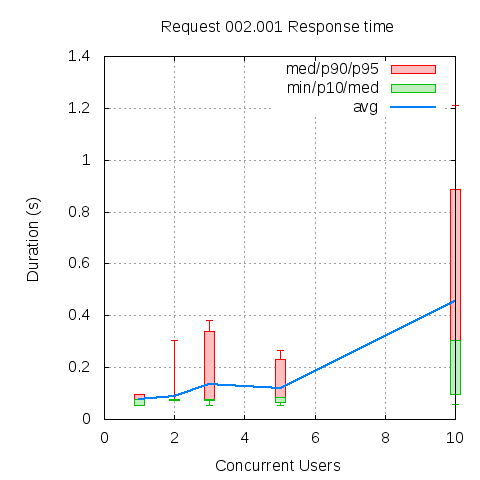 Request 002.001 Response time
med/p90/p95
min/p10/med
avg
Duration (s)
1.4
1.2
1
0.8
0.6
0.4
0.2
0
0 2 4 6 8 10
Concurrent Users